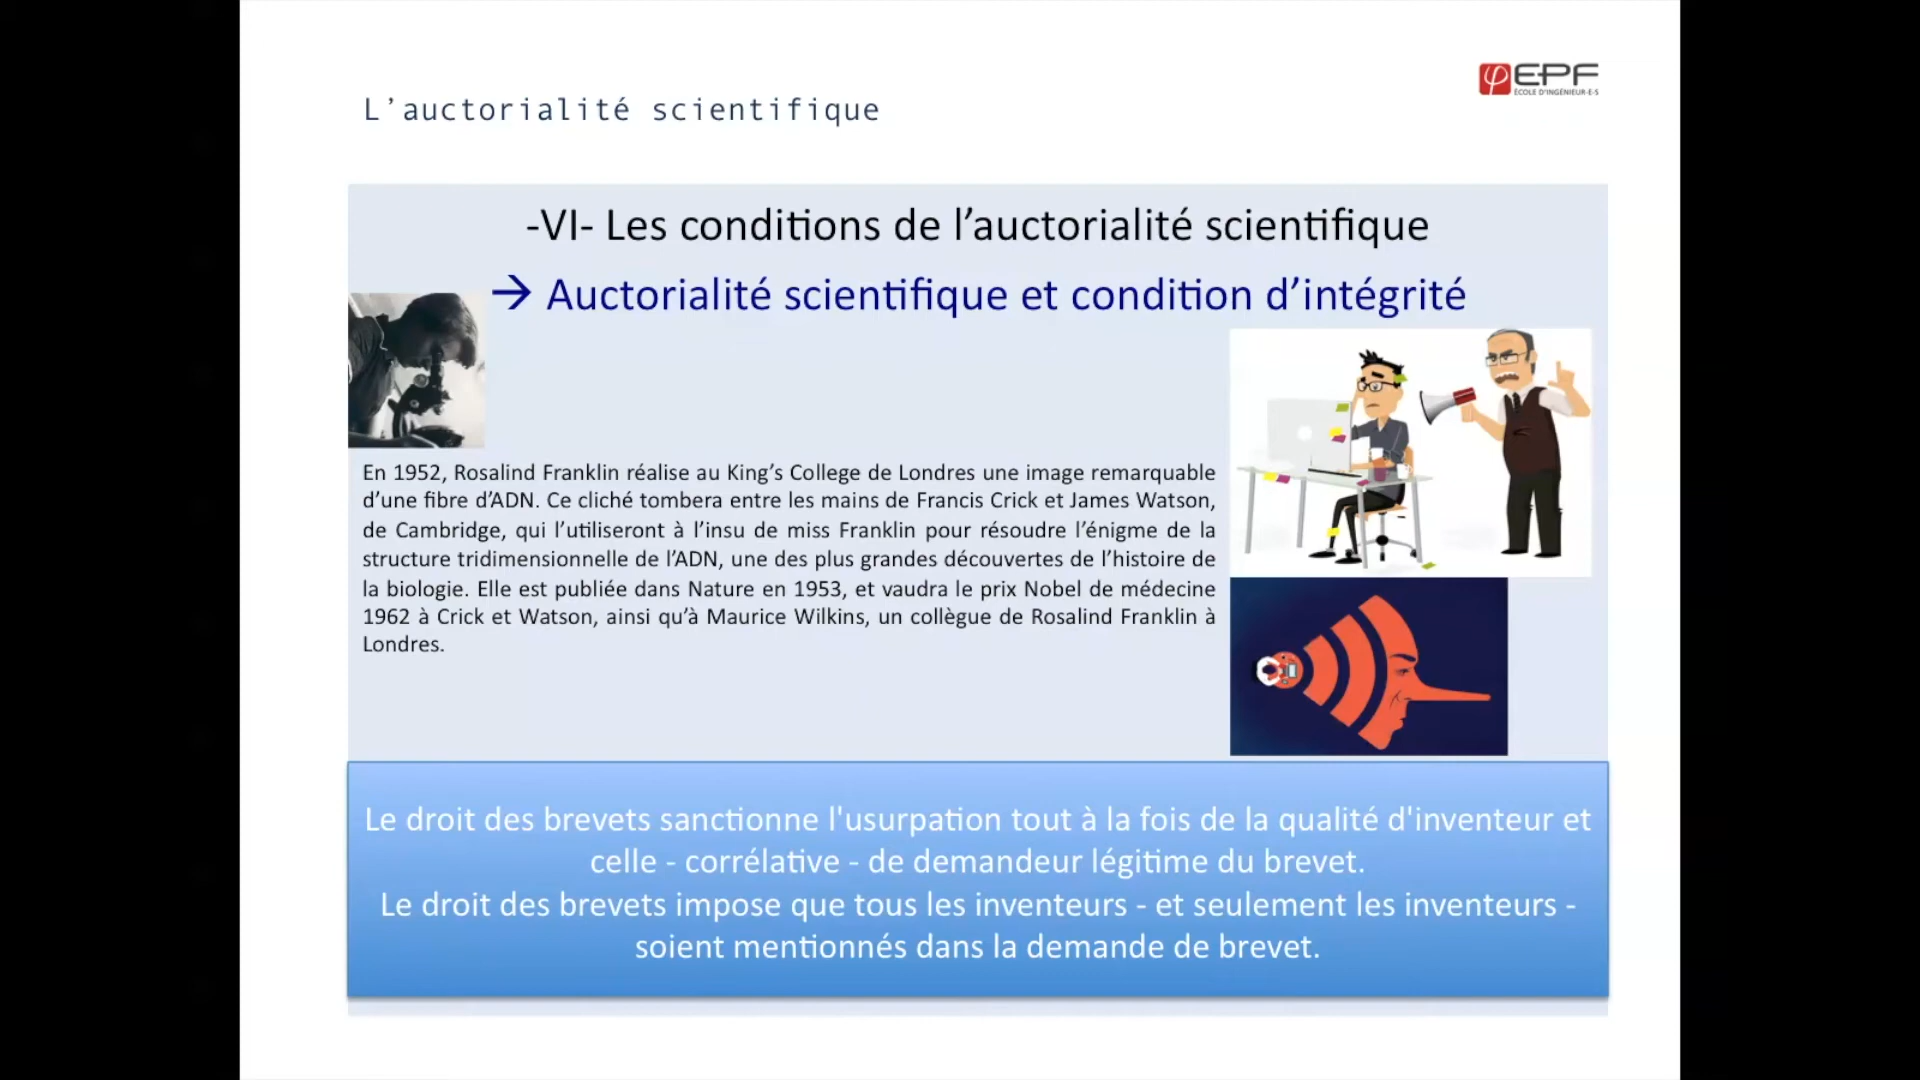 φEPF
ÉCOLE D'INGÉNIEUR·E·S
L’auctorialité scientifique
-VI- Les conditions de l’auctorialité scientifique
→ Auctorialité scientifique et condition d’intégrité
En 1952, Rosalind Franklin réalise au King’s College de Londres une image remarquable
d’une fibre d’ADN. Ce cliché tombera entre les mains de Francis Crick et James Watson,
de Cambridge, qui l’utiliseront à l’insu de miss Franklin pour résoudre l’énigme de la
structure tridimensionnelle de l’ADN, une des plus grandes découvertes de l’histoire de
la biologie. Elle est publiée dans Nature en 1953, et vaudra le prix Nobel de médecine
1962 à Crick et Watson, ainsi qu’à Maurice Wilkins, un collègue de Rosalind Franklin à
Londres.
Le droit des brevets sanctionne l'usurpation tout à la fois de la qualité d'inventeur et
celle - corrélative - de demandeur légitime du brevet.
Le droit des brevets impose que tous les inventeurs - et seulement les inventeurs -
soient mentionnés dans la demande de brevet.